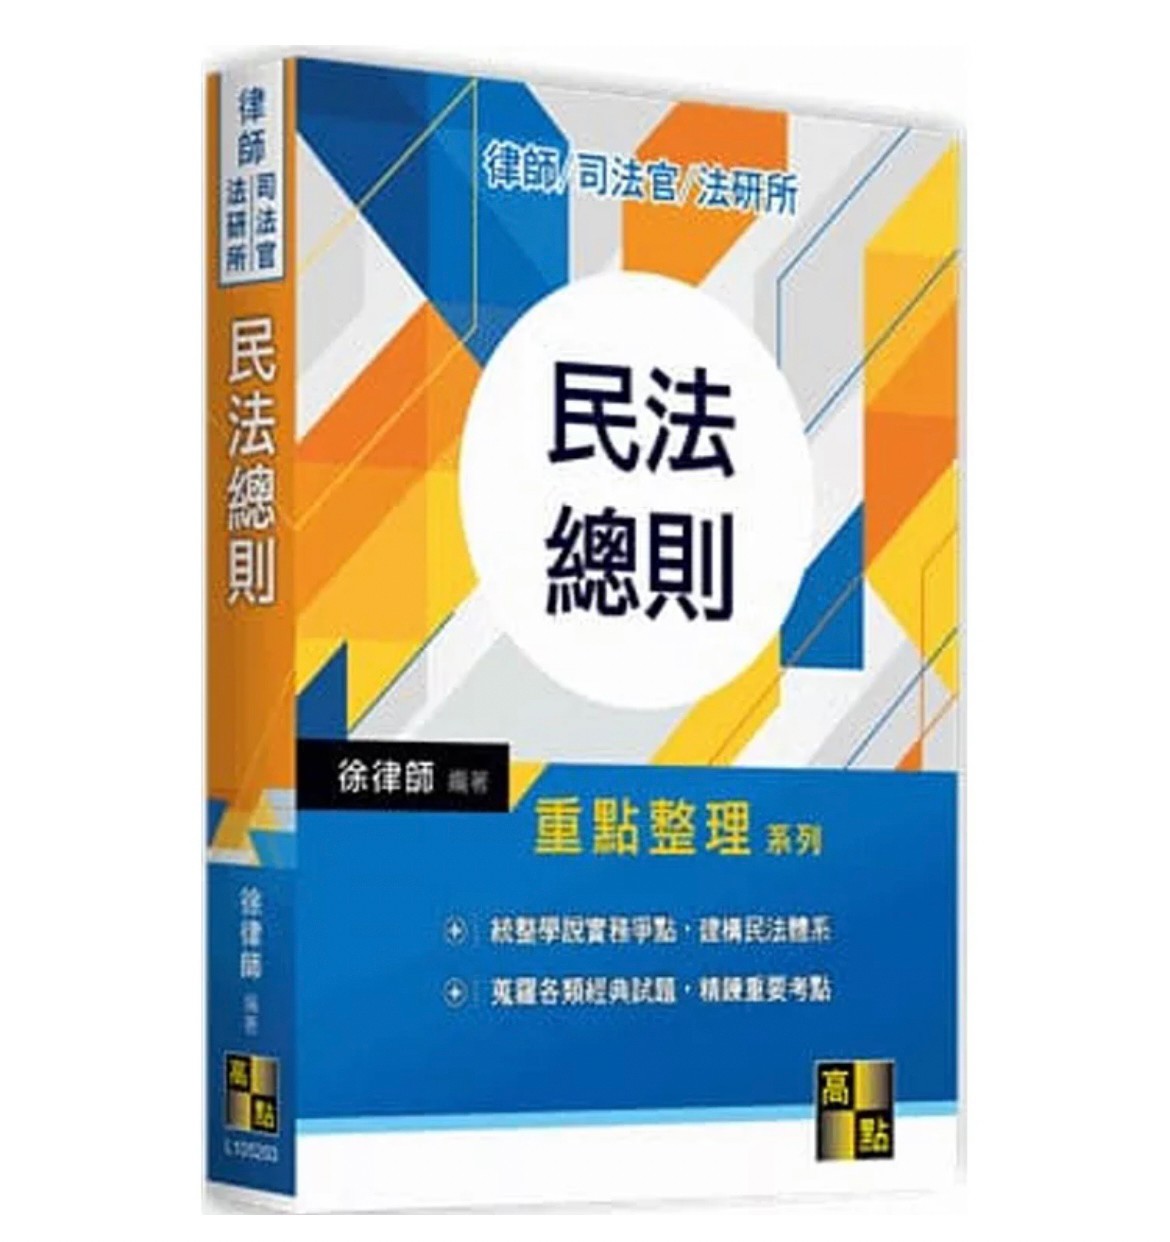 律師
司法官
法研所
民法總則
徐律師 編著
高點
律師/司法官/法研所
民法
總則
徐律師 編著
重點整理 系列
統整學說實務爭點，建構民法體系
蒐羅各類經典試題，精鍊重要考點
高點